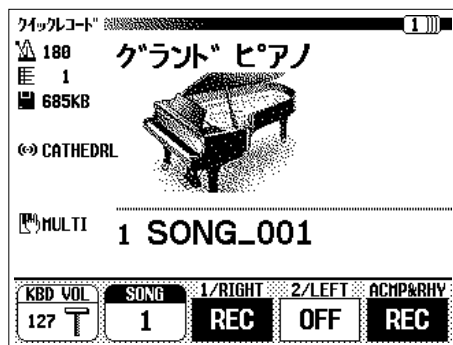 クイックレコード
1
180
グランド ピアノ
1
685KB
CATHEDRL
MULTI
1 SONG_001
KBD VOL SONG 1/RIGHT 2/LEFT ACMP&RHY
127 1 REC OFF REC